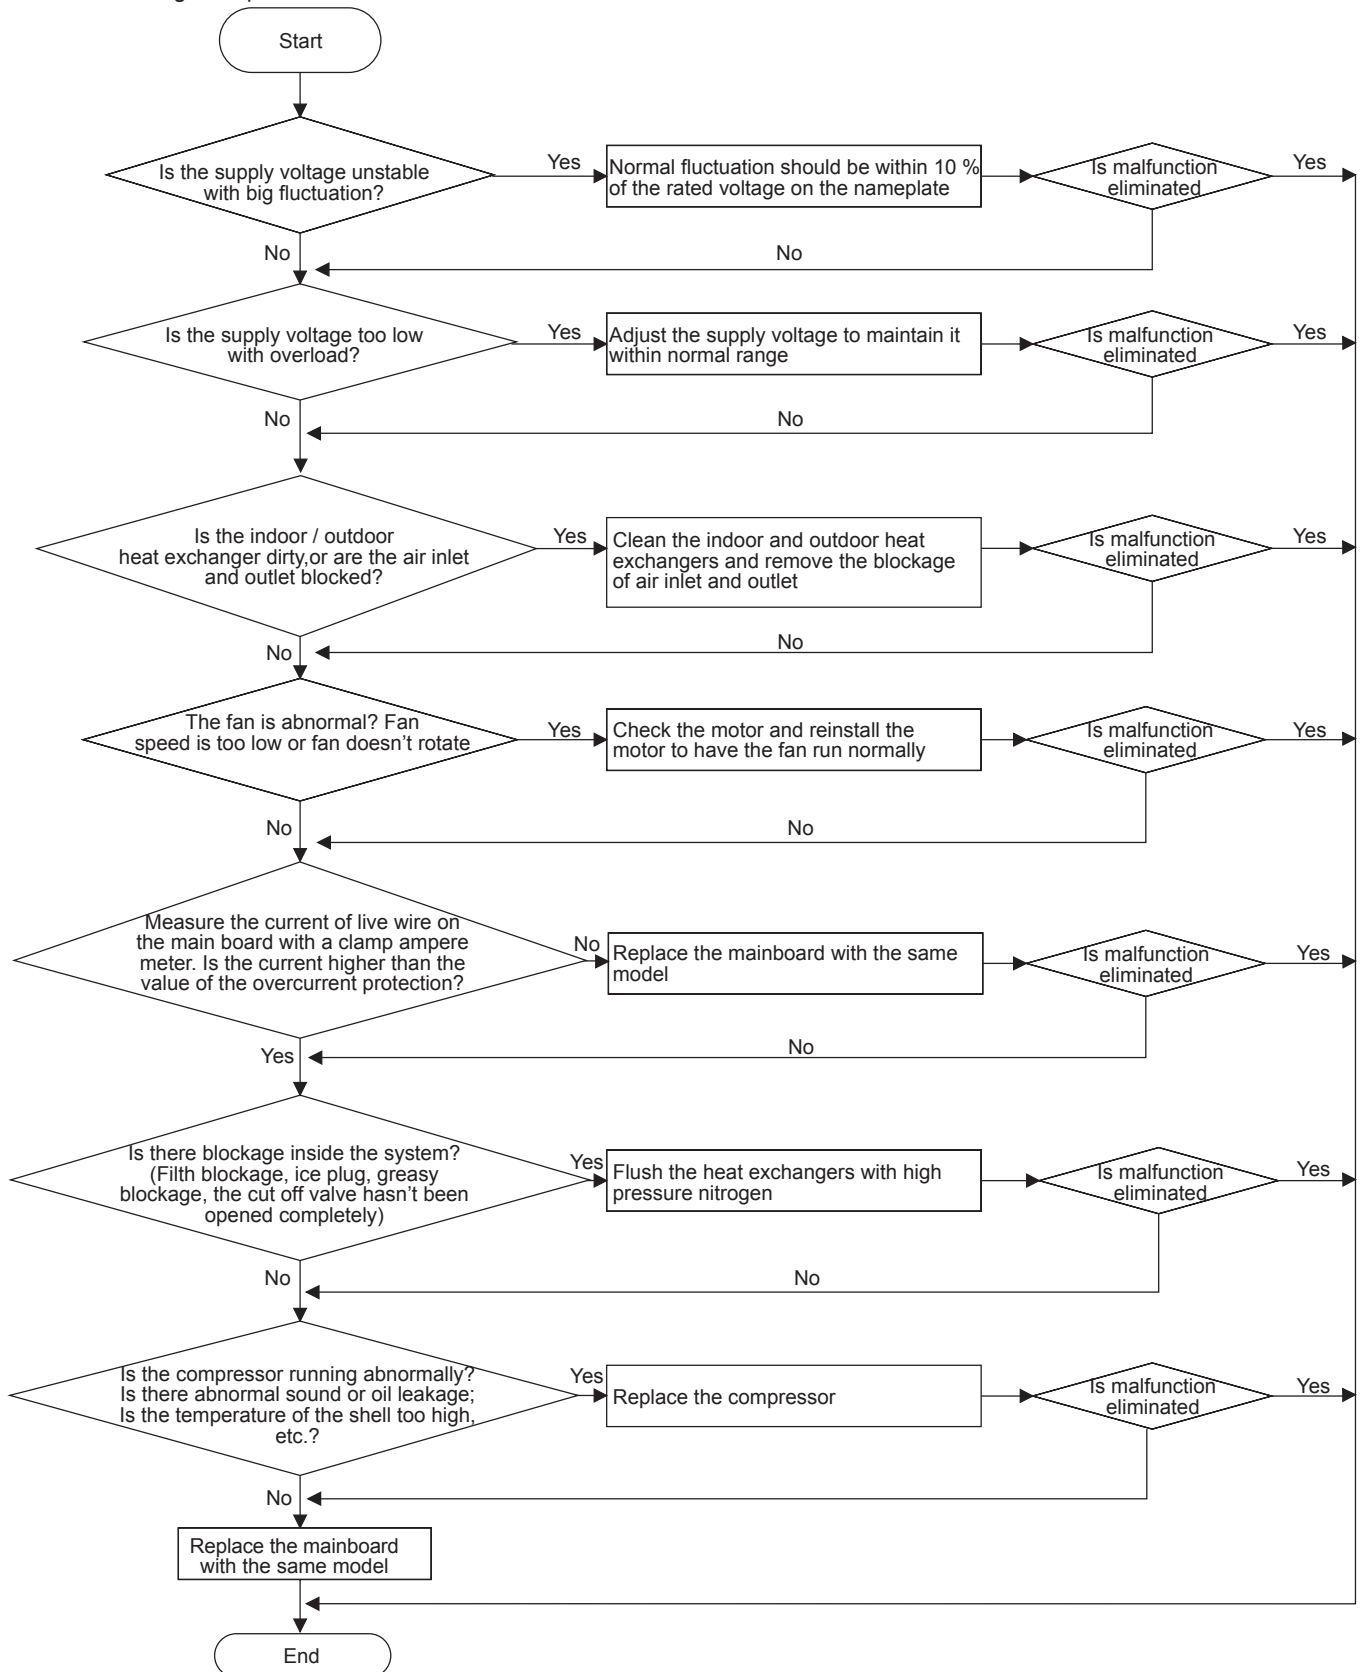 Start
Is the supply voltage unstable
with big fluctuation?
Yes
Normal fluctuation should be within 10 %
of the rated voltage on the nameplate
Is malfunction
eliminated
Yes
No
No
Is the supply voltage too low
with overload?
Yes
Adjust the supply voltage to maintain it
within normal range
Is malfunction
eliminated
Yes
No
No
Is the indoor / outdoor
heat exchanger dirty,or are the air inlet
and outlet blocked?
Yes
Clean the indoor and outdoor heat
exchangers and remove the blockage
of air inlet and outlet
Is malfunction
eliminated
Yes
No
No
The fan is abnormal? Fan
speed is too low or fan doesn't rotate
Yes
Check the motor and reinstall the
motor to have the fan run normally
Is malfunction
eliminated
Yes
No
No
Measure the current of live wire on
the main board with a clamp ampere
meter. Is the current higher than the
value of the overcurrent protection?
No
Replace the mainboard with the same
model
Is malfunction
eliminated
Yes
Yes
No
Is there blockage inside the system?
(Filth blockage, ice plug, greasy
blockage, the cut off valve hasn't been
opened completely)
Yes
Flush the heat exchangers with high
pressure nitrogen
Is malfunction
eliminated
Yes
No
No
Is the compressor running abnormally?
Is there abnormal sound or oil leakage;
Is the temperature of the shell too high,
etc.?
Yes
Replace the compressor
Is malfunction
eliminated
Yes
No
Replace the mainboard
with the same model
End